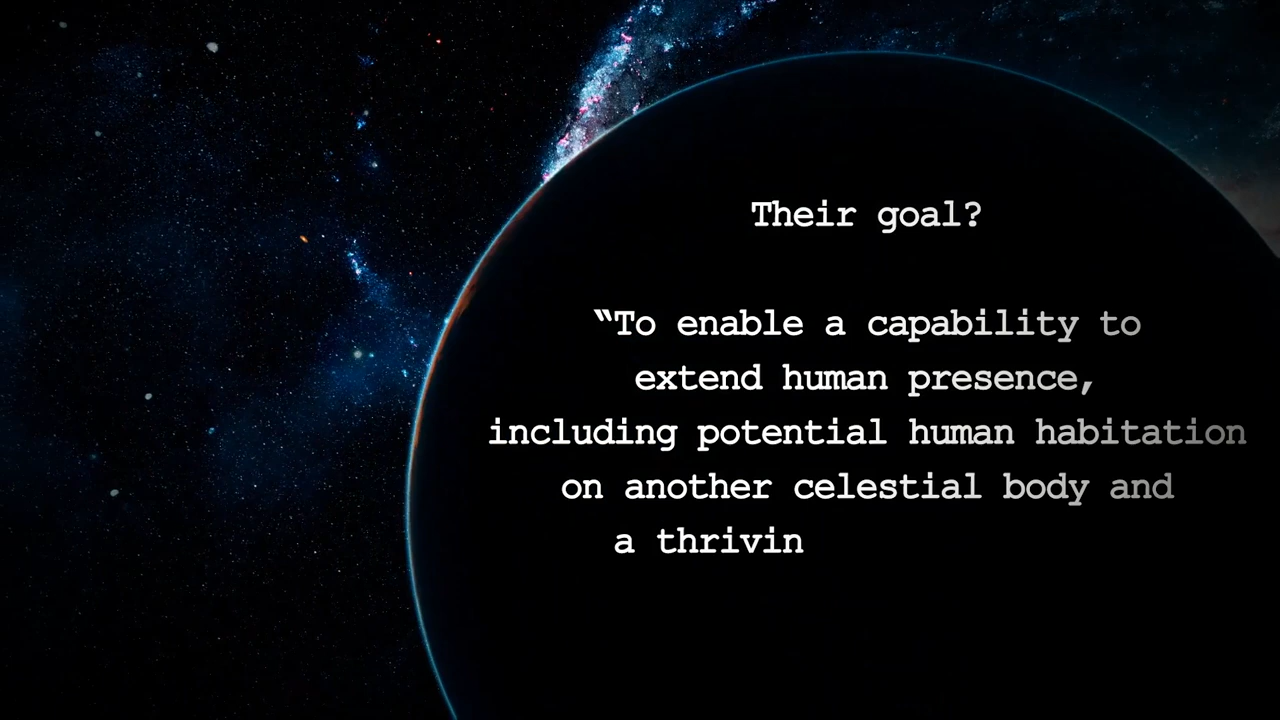 Their goal?
“To enable a capability to
extend human presence,
including potential human habitation
on another celestial body and
a thrivin